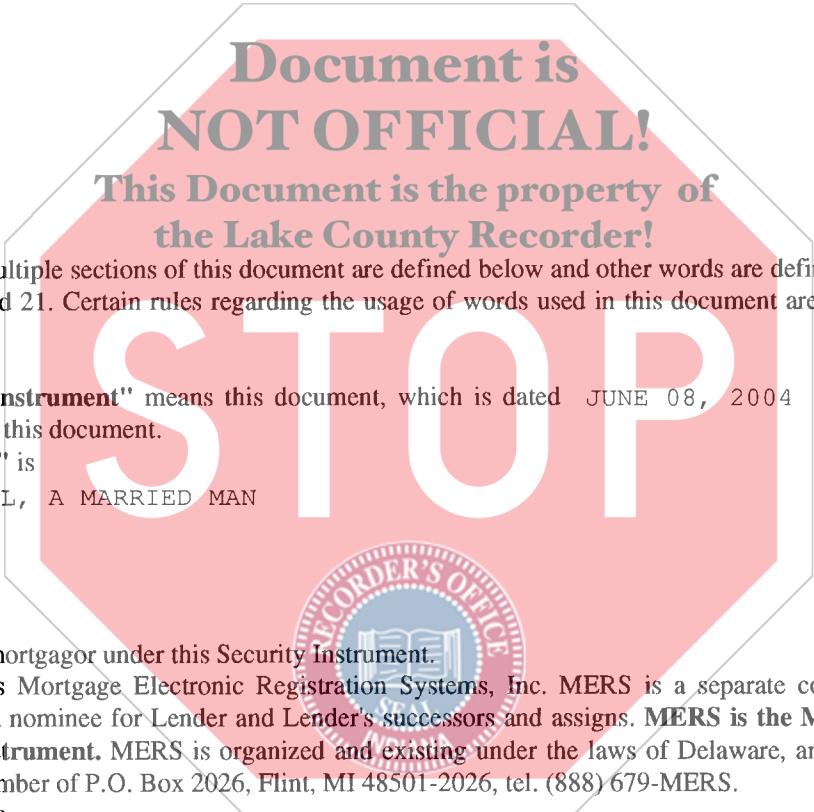 Document is
NOT OFFICIAL!
This Document is the property of
the Lake County Recorder!
ultiple sections of this document are defined below and other words are defi
d 21. Certain rules regarding the usage of words used in this document are
STOP
nstrument" means this document, which is dated JUNE 08, 2004
this document.
" is
L, A MARRIED MAN
RECORDER'S OFFICE
SEAL
INDIANA
mortgagor under this Security Instrument.
s Mortgage Electronic Registration Systems, Inc. MERS is a separate co
nominee for Lender and Lender's successors and assigns. MERS is the M
strument. MERS is organized and existing under the laws of Delaware, an
mber of P.O. Box 2026, Flint, MI 48501-2026, tel. (888) 679-MERS.